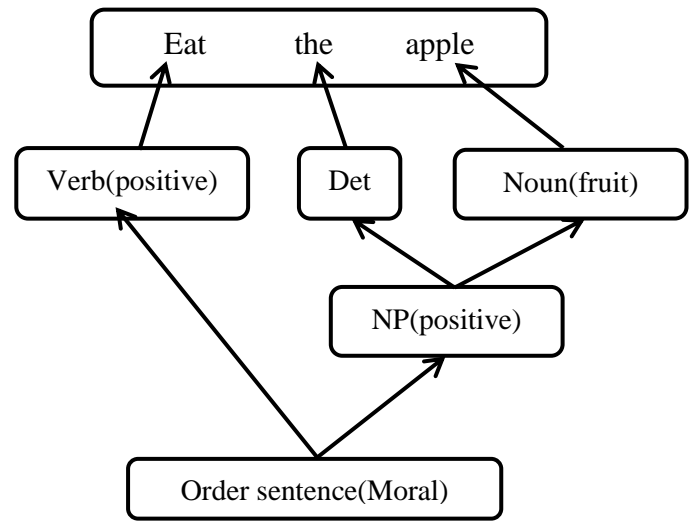 Eat the apple
Verb(positive) Det Noun(fruit)
NP(positive)
Order sentence(Moral)